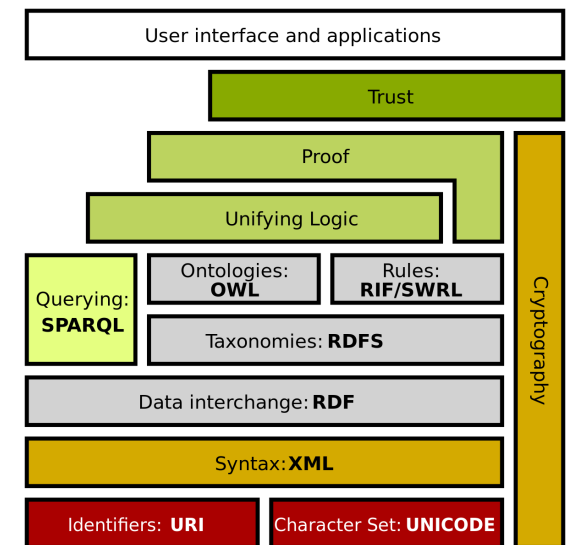 User interface and applications
Trust
Proof
Unifying Logic
Querying:
SPARQL
Ontologies:
OWL
Rules:
RIF/SWRL
Taxonomies: RDFS
Cryptography
Data interchange: RDF
Syntax: XML
Identifiers: URI
Character Set: UNICODE